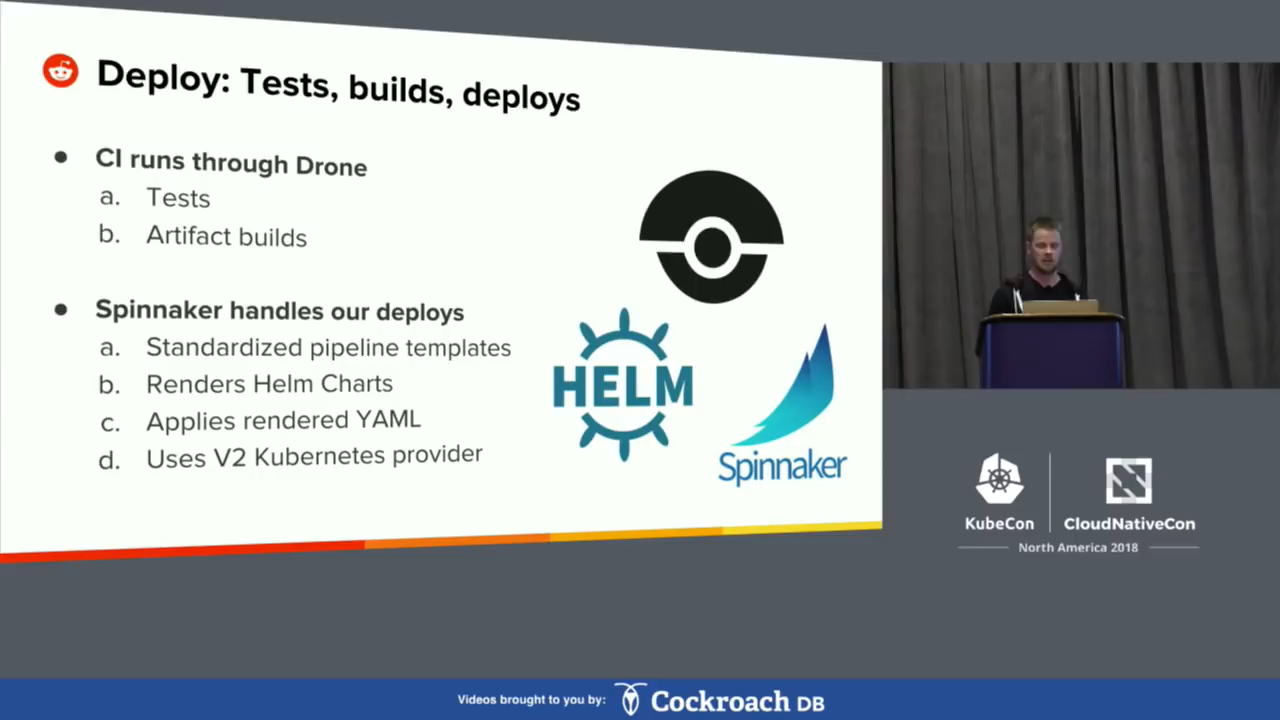 Deploy: Tests, builds, deploys
● CI runs through Drone
a. Tests
b. Artifact builds
● Spinnaker handles our deploys
a. Standardized pipeline templates
b. Renders Helm Charts
c. Applies rendered YAML
d. Uses V2 Kubernetes provider
HELM
Spinnaker
KubeCon
CloudNativeCon
North America 2018
Videos brought to you by:
Cockroach DB